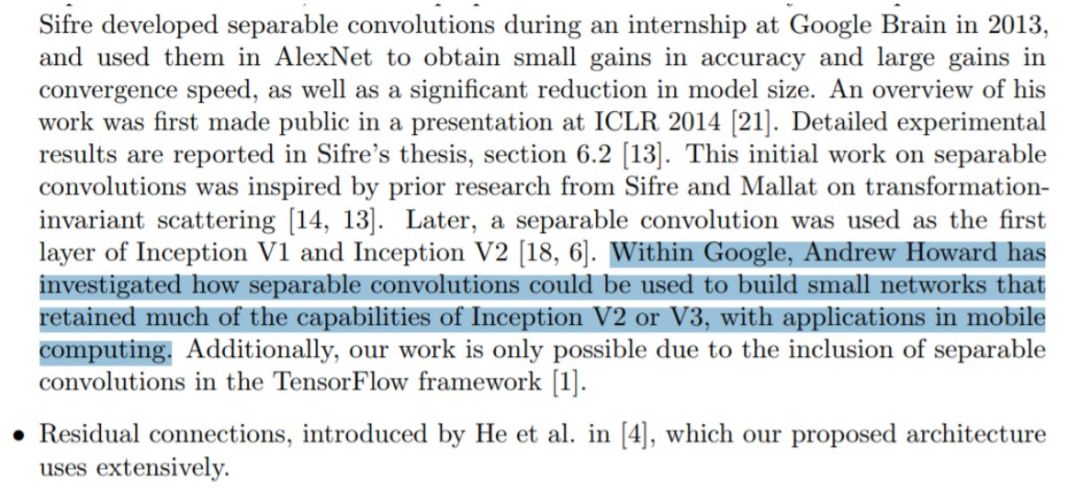 Sifre developed separable convolutions during an internship at Google Brain in 2013,
and used them in AlexNet to obtain small gains in accuracy and large gains in
convergence speed, as well as a significant reduction in model size. An overview of his
work was first made public in a presentation at ICLR 2014 [21]. Detailed experimental
results are reported in Sifre's thesis, section 6.2 [13]. This initial work on separable
convolutions was inspired by prior research from Sifre and Mallat on transformation-
invariant scattering [14, 13]. Later, a separable convolution was used as the first
layer of Inception V1 and Inception V2 [18, 6]. Within Google, Andrew Howard has
investigated how separable convolutions could be used to build small networks that
retained much of the capabilities of Inception V2 or V3, with applications in mobile
computing. Additionally, our work is only possible due to the inclusion of separable
convolutions in the TensorFlow framework [1].
• Residual connections, introduced by He et al. in [4], which our proposed architecture
uses extensively.